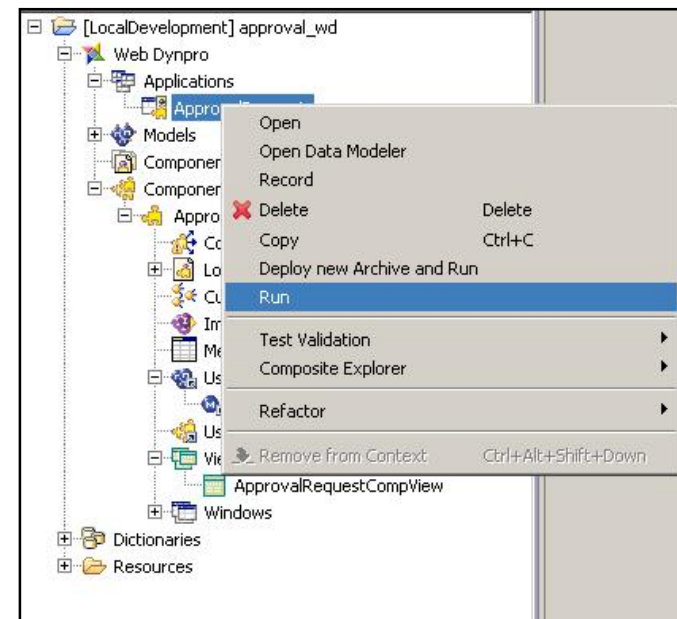 [LocalDevelopment] approval_wd
Web Dynpro
Applications
Models
Componen
Componen
Appro
Co
Lo
Cu
Im
Me
Us
Us
Vie
ApprovalRequestCompView
Windows
Dictionaries
Resources
Open
Open Data Modeler
Record
Delete Delete
Copy Ctrl+C
Deploy new Archive and Run
Run
Test Validation
Composite Explorer
Refactor
Remove from Context Ctrl+Alt+Shift+Down